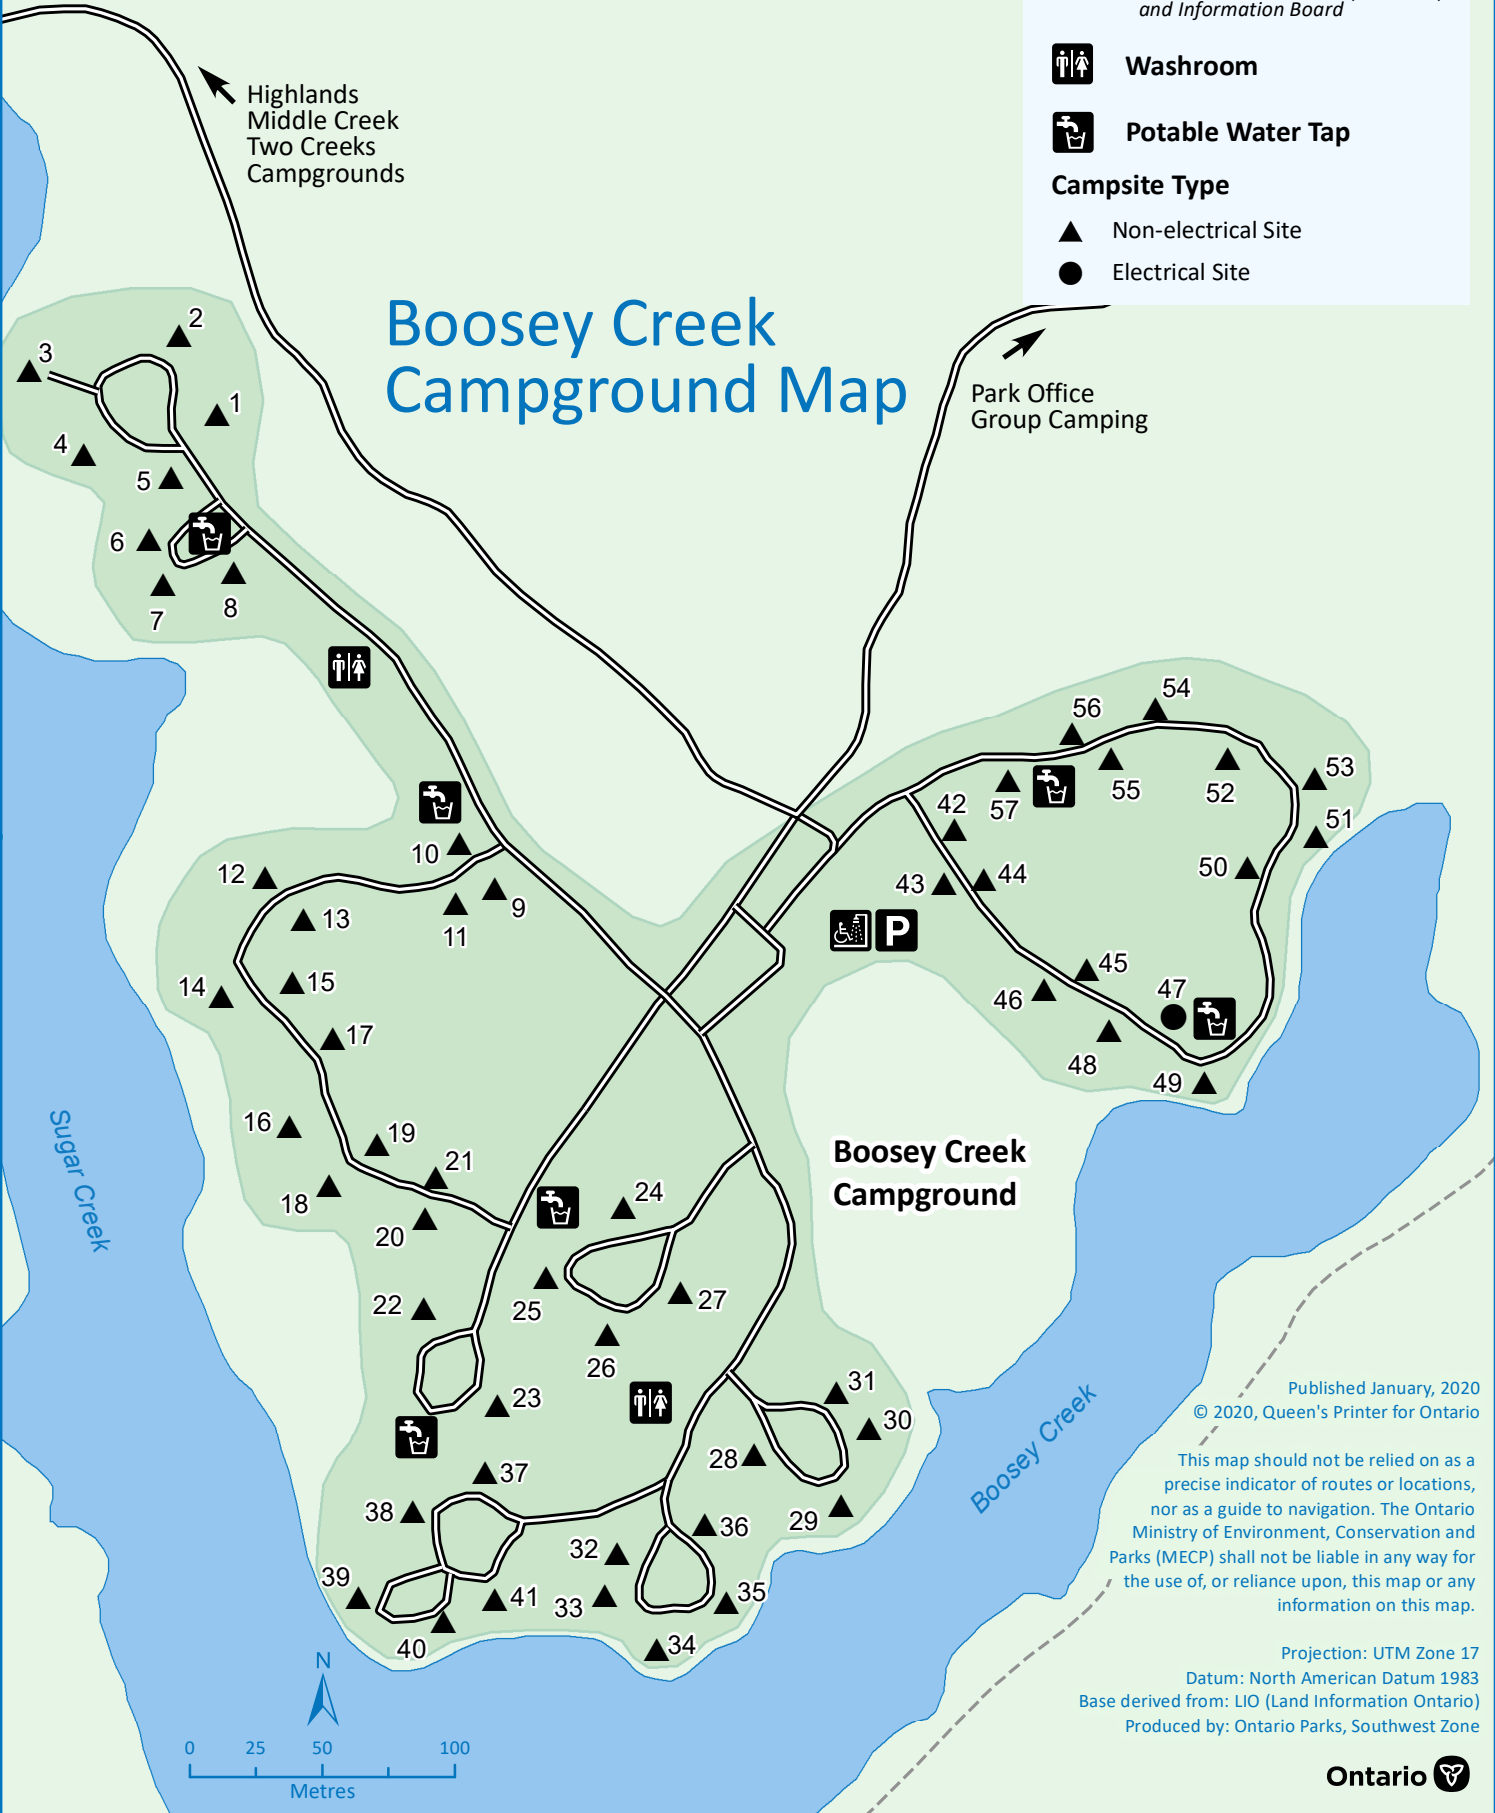 and Information Board
Washroom
Potable Water Tap
Campsite Type
Non-electrical Site
Electrical Site
Highlands
Middle Creek
Two Creeks
Campgrounds
Boosey Creek
Campground Map
Park Office
Group Camping
2
3
1
4
5
6
7
8
54
56
53
57
55
52
42
51
10
50
12
43
44
9
13
11
P
45
14
15
46
47
17
48
49
16
19
Boosey Creek
Campground
21
18
24
20
Sugar Creek
22
25
27
26
31
23
30
28
Boosey Creek
37
38
29
36
32
39
41
33
35
40
34
Published January, 2020
© 2020, Queen's Printer for Ontario
This map should not be relied on as a
precise indicator of routes or locations,
nor as a guide to navigation. The Ontario
Ministry of Environment, Conservation and
Parks (MECP) shall not be liable in any way for
the use of, or reliance upon, this map or any
information on this map.
Projection: UTM Zone 17
Datum: North American Datum 1983
Base derived from: LIO (Land Information Ontario)
Produced by: Ontario Parks, Southwest Zone
N
0 25 50 100
Metres
Ontario